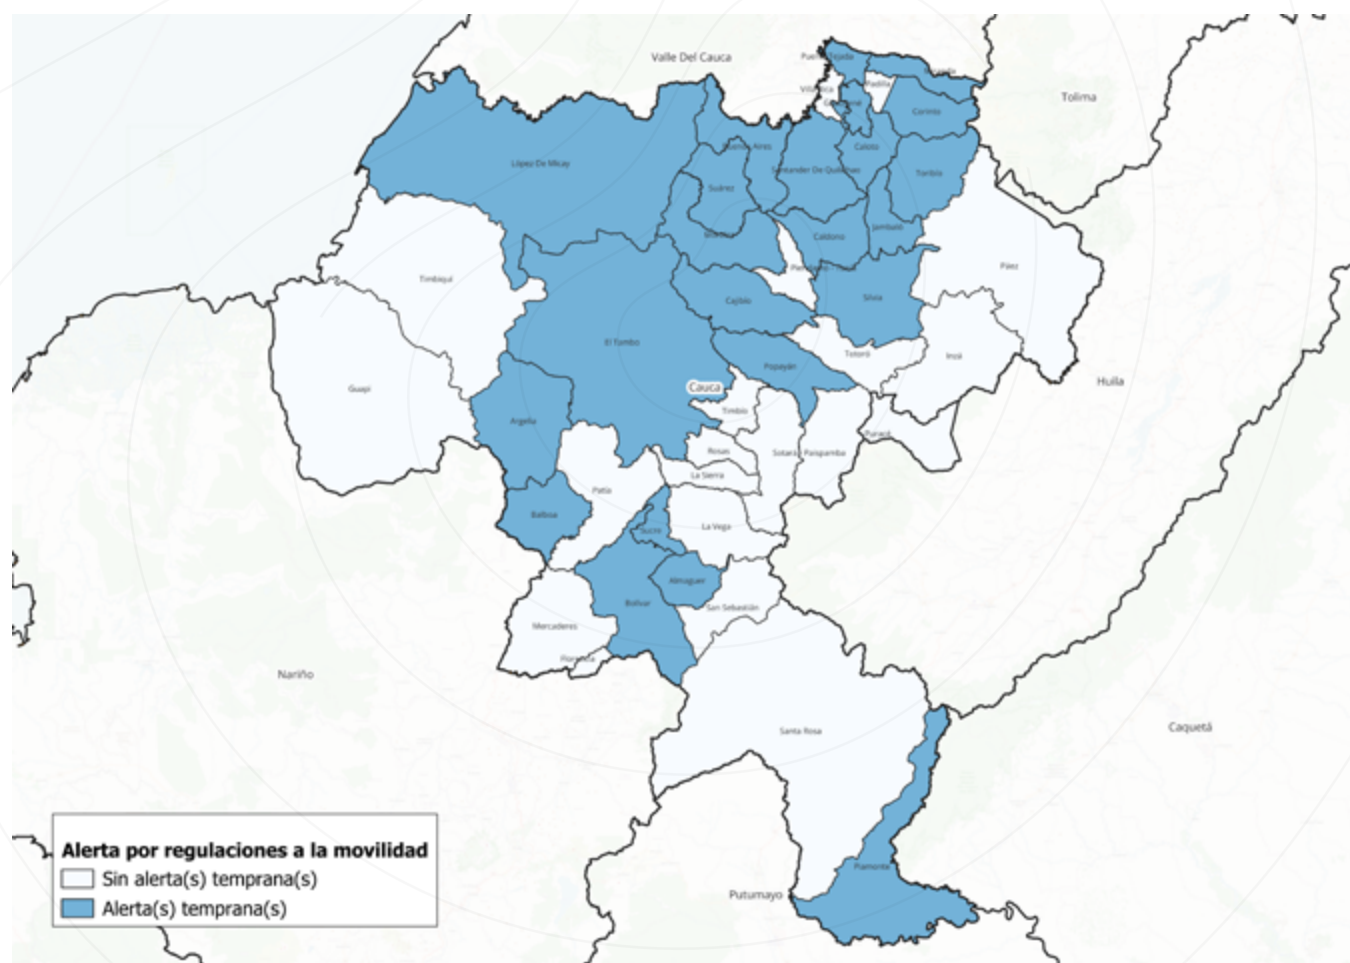 Valle Del Cauca
Tolima
Padilla
Corinto
Caloto
López De Micay
Santander De Quilichao
Toribío
Suárez
Jambaló
Caldono
Páez
Timbiquí
Cajibío
Silvia
El Tambo
Totoró
Inzá
Popayán
Huila
Guapi
Cauca
Timbío
Argelia
Puracé
Rosas
Sotará Paispamba
La Sierra
Patía
Balboa
Sucre
La Vega
Almaguer
Bolívar
San Sebastián
Mercaderes
Florencia
Nariño
Santa Rosa
Caquetá
Piamonte
Putumayo
Alerta por regulaciones a la movilidad
Sin alerta(s) temprana(s)
Alerta(s) temprana(s)